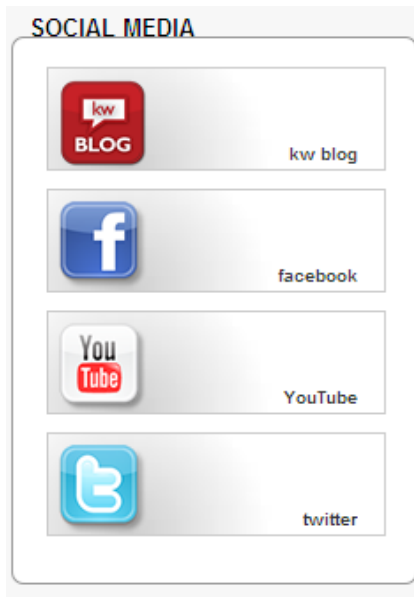 SOCIAL MEDIA
kw
BLOG
kw blog
f
facebook
You
Tube
YouTube
t
twitter